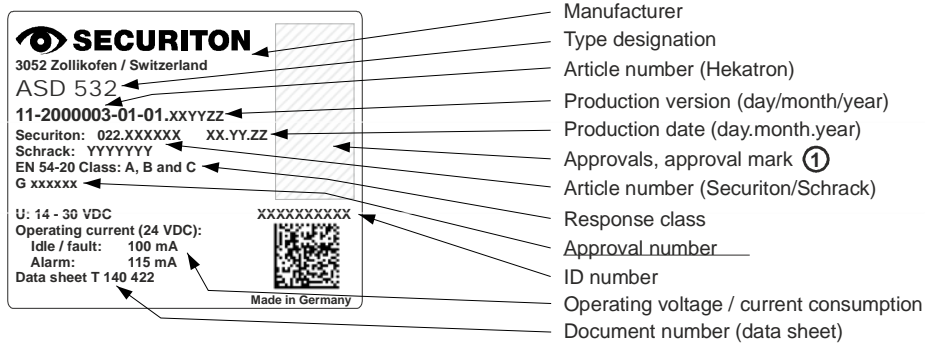 SECURITON
3052 Zollikofen / Switzerland
ASD 532
11-2000003-01-01.XXYYZZ
Securiton: 022.XXXXXX XX.YY.ZZ
Schrack: YYYYYYY
EN 54-20 Class: A, B and C
G xxxxxx
U: 14 - 30 VDC
XXXXXXXXXX
Operating current (24 VDC):
Idle / fault: 100 mA
Alarm: 115 mA
Data sheet T 140 422
Made in Germany
Manufacturer
Type designation
Article number (Hekatron)
Production version (day/month/year)
Production date (day.month.year)
Approvals, approval mark 1
Article number (Securiton/Schrack)
Response class
Approval number
ID number
Operating voltage / current consumption
Document number (data sheet)